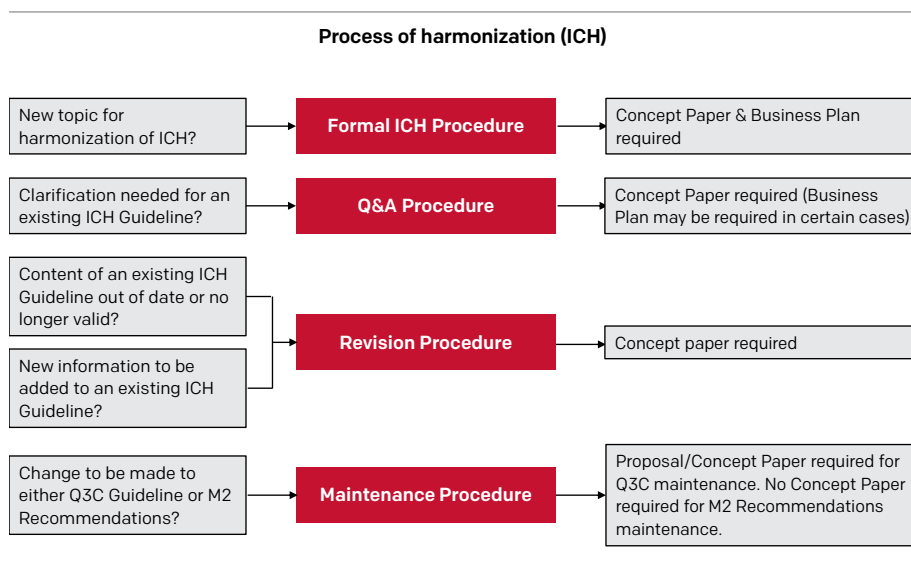 Process of harmonization (ICH)
New topic for
harmonization of ICH?
Formal ICH Procedure
Concept Paper & Business Plan
required
Clarification needed for an
existing ICH Guideline?
Q&A Procedure
Concept Paper required (Business
Plan may be required in certain cases)
Content of an existing ICH
Guideline out of date or no
longer valid?
New information to be
added to an existing ICH
Guideline?
Revision Procedure
Concept paper required
Change to be made to
either Q3C Guideline or M2
Recommendations?
Maintenance Procedure
Proposal/Concept Paper required for
Q3C maintenance. No Concept Paper
required for M2 Recommendations
maintenance.